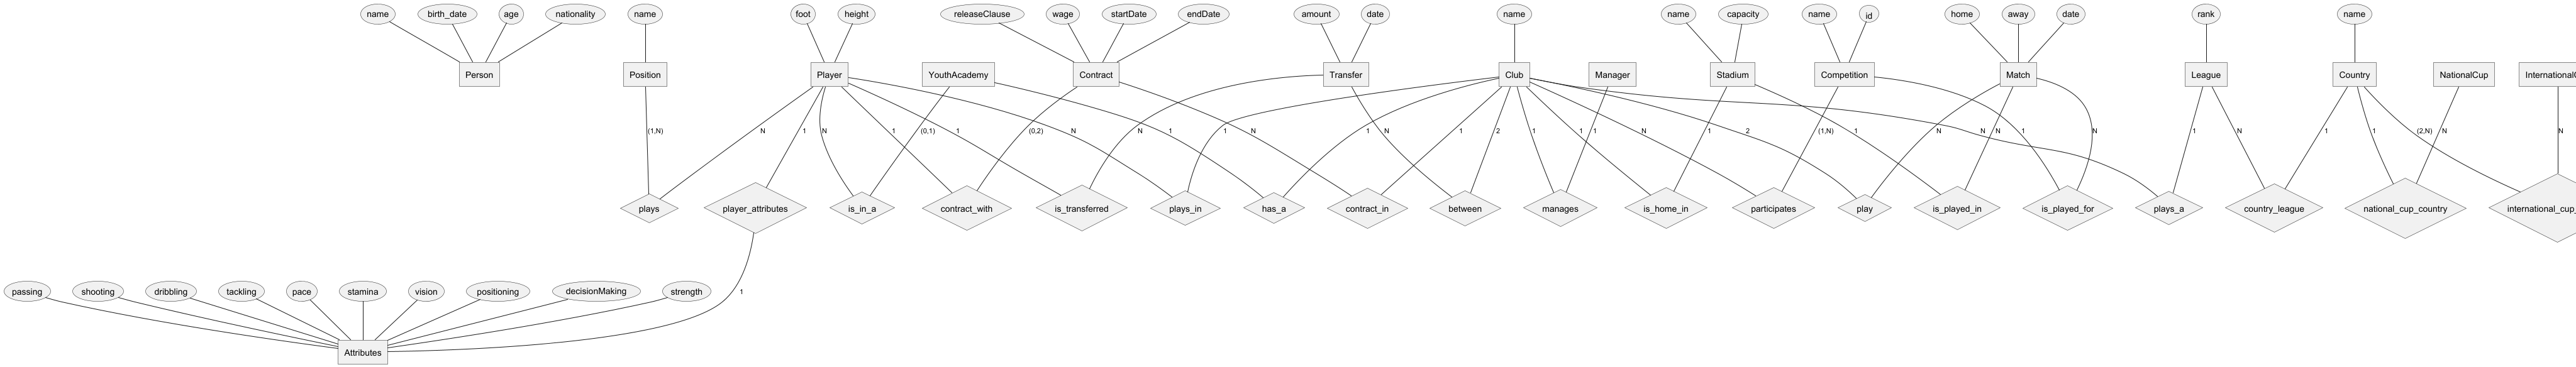 name birth_date age nationality name foot height releaseClause wage startDate endDate amount date name name capacity name id home away date rank name
Person Position Player YouthAcademy Contract Transfer Club Manager Stadium Competition Match League Country NationalCup
(1,N) N 1 N 1 (0,1) 1 (0,2) N N 1 1 N 1 1 N 2 1 1 1 1 N (1,N) 2 1 N N 1 N N 1 N 1 1 N (2,N) N
plays player_attributes is_in_a contract_with is_transferred plays_in has_a contract_in between manages is_home_in participates play is_played_in is_played_for plays_a country_league national_cup_country
passing shooting dribbling tackling pace stamina vision positioning decisionMaking strength 1
Attributes